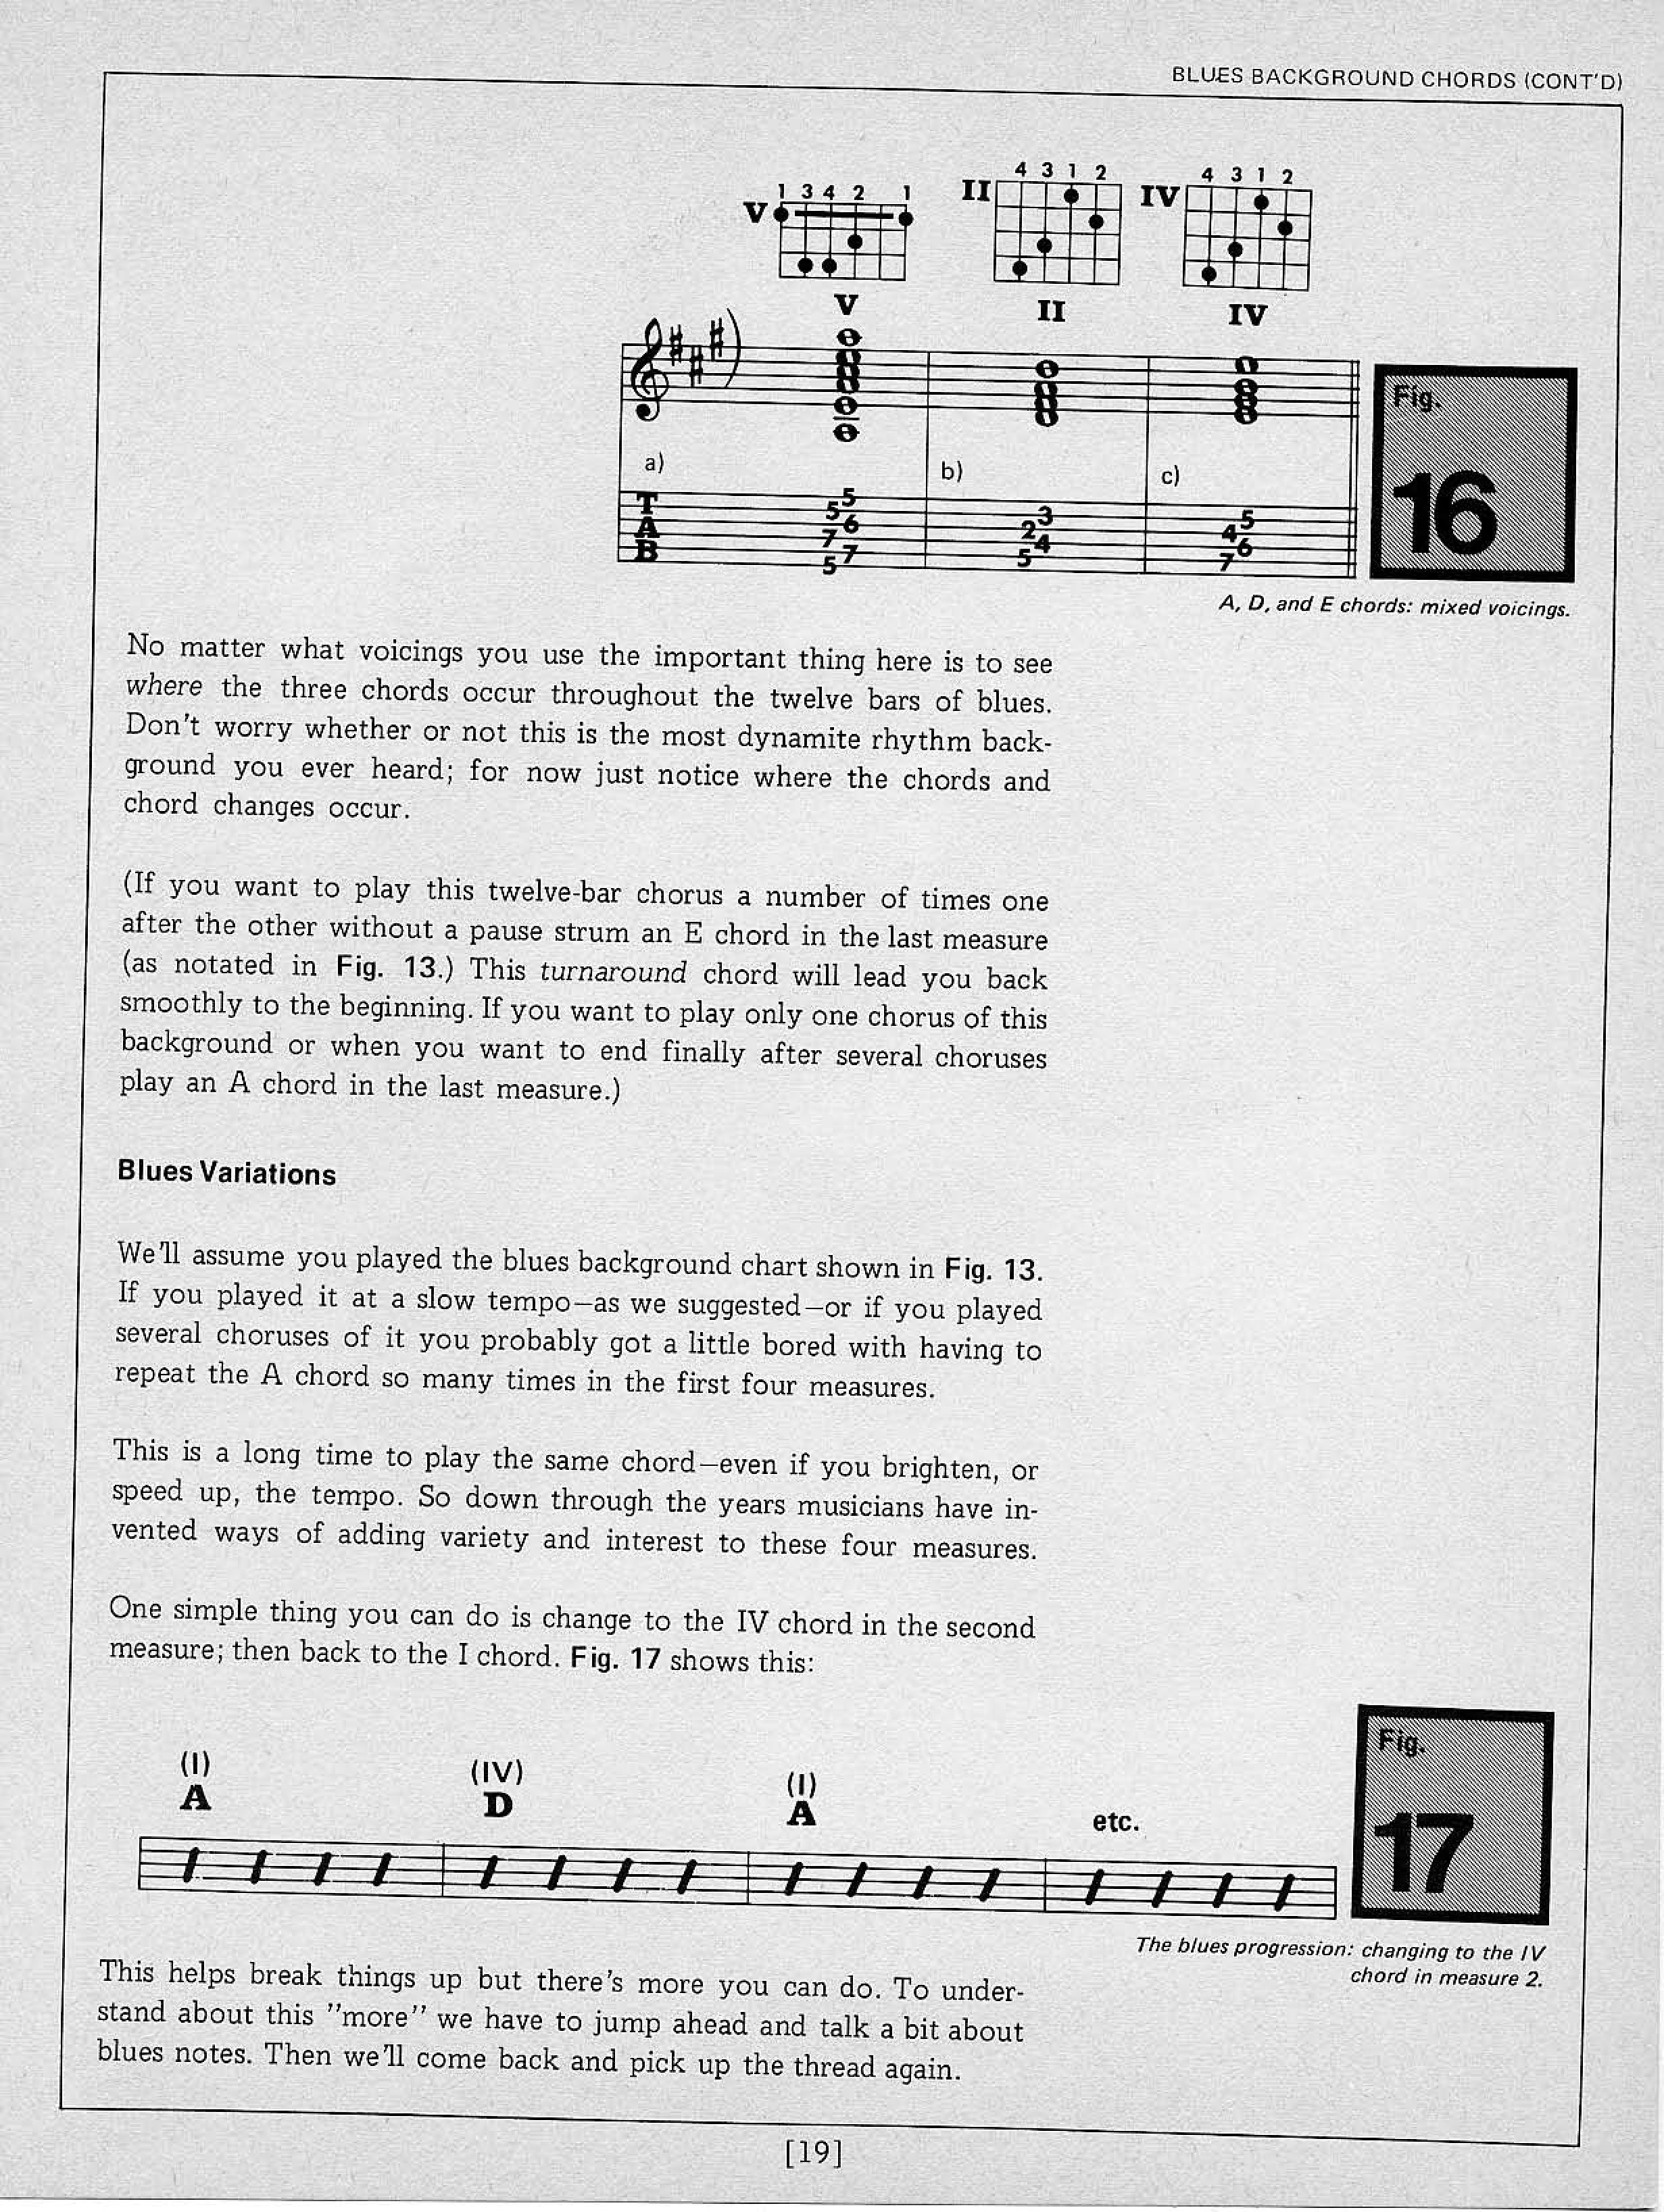 BLUES BACKGROUND CHORDS (CONT'D)
1 3 4 2 1
V
4 3 1 2
II
4 3 1 2
IV
V
II
IV
a)
b)
c)
T
A
B
5
5
6
7
7
5
3
2
4
5
5
4
6
7
Fig.
16
A, D, and E chords: mixed voicings.
No matter what voicings you use the important thing here is to see
where the three chords occur throughout the twelve bars of blues.
Don't worry whether or not this is the most dynamite rhythm back-
ground you ever heard; for now just notice where the chords and
chord changes occur.
(If you want to play this twelve-bar chorus a number of times one
after the other without a pause strum an E chord in the last measure
(as notated in Fig. 13.) This turnaround chord will lead you back
smoothly to the beginning. If you want to play only one chorus of this
background or when you want to end finally after several choruses
play an A chord in the last measure.)
Blues Variations
We'll assume you played the blues background chart shown in Fig. 13.
If you played it at a slow tempo—as we suggested—or if you played
several choruses of it you probably got a little bored with having to
repeat the A chord so many times in the first four measures.
This is a long time to play the same chord—even if you brighten, or
speed up, the tempo. So down through the years musicians have in-
vented ways of adding variety and interest to these four measures.
One simple thing you can do is change to the IV chord in the second
measure; then back to the I chord. Fig. 17 shows this:
(I) (IV) (I)
A D A etc.
Fig.
17
The blues progression: changing to the IV
chord in measure 2.
This helps break things up but there's more you can do. To under-
stand about this "more" we have to jump ahead and talk a bit about
blues notes. Then we'll come back and pick up the thread again.
[19]